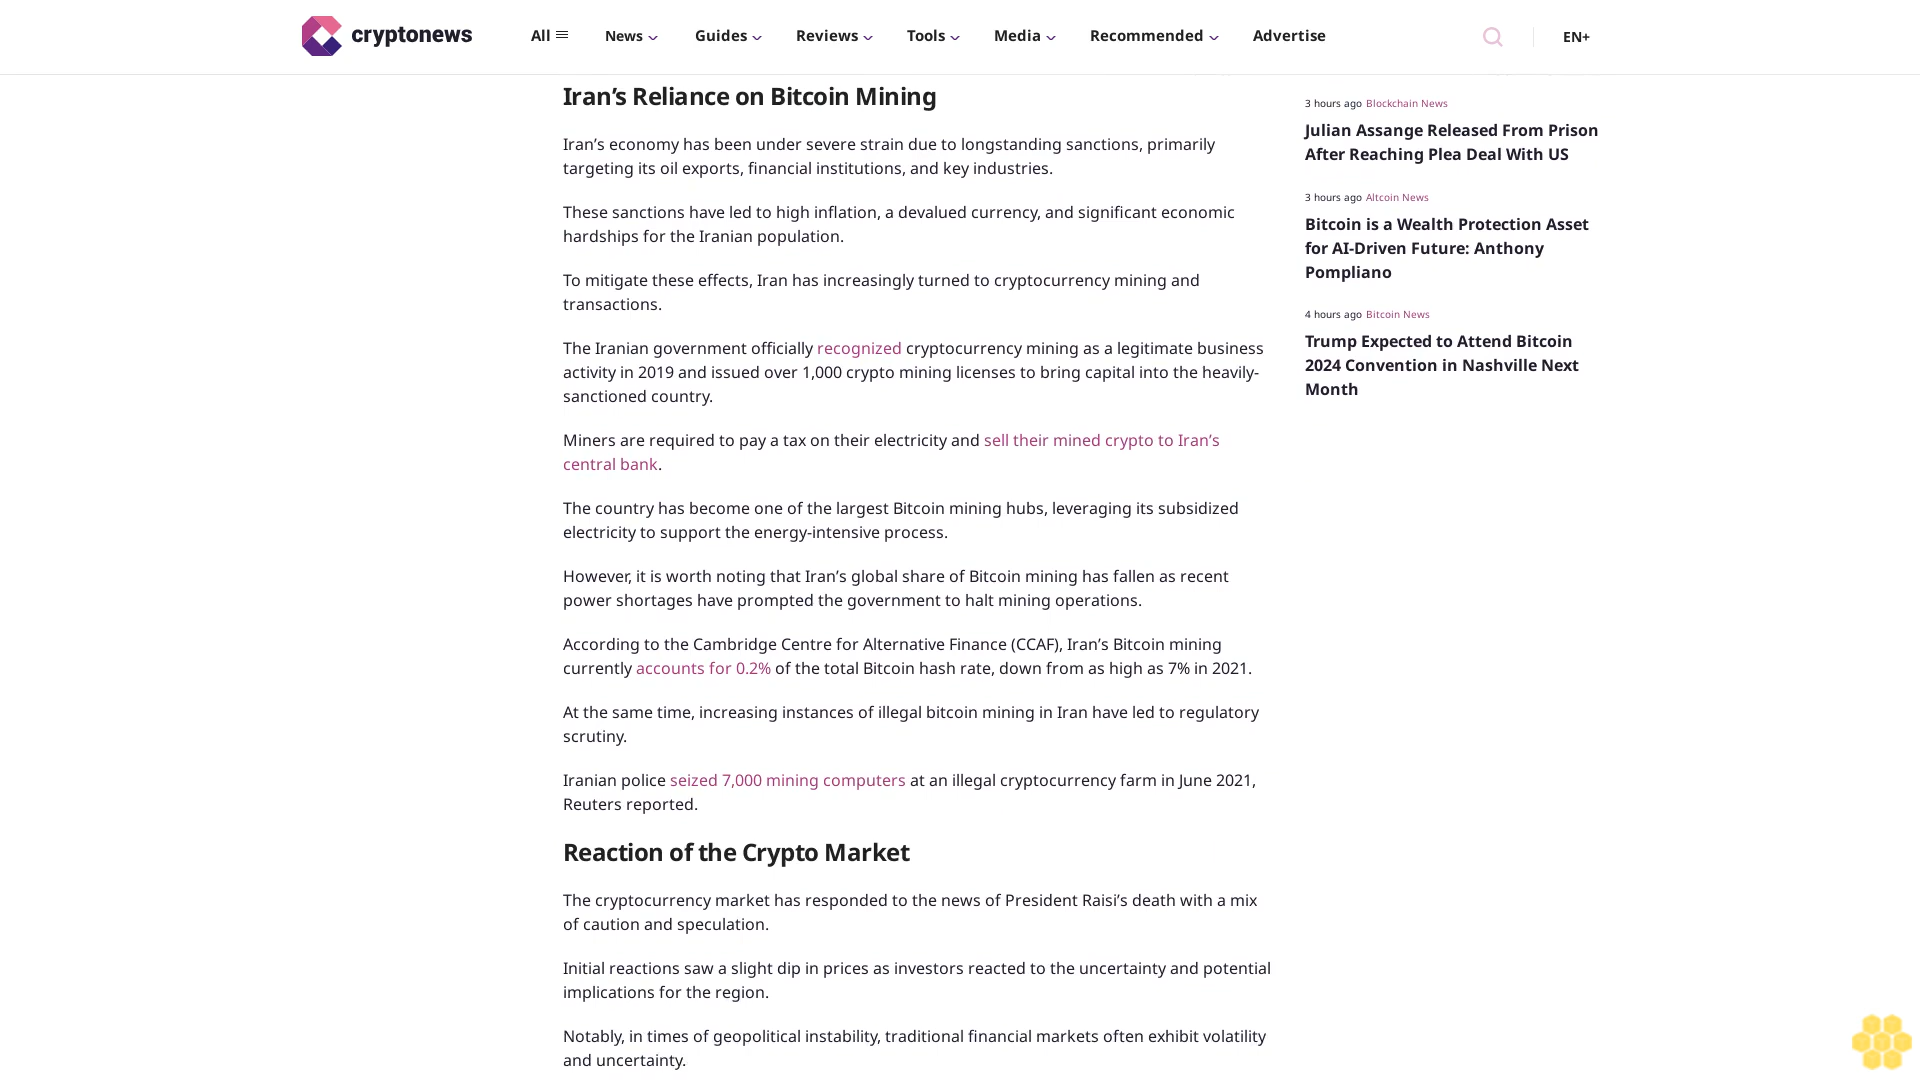 cryptonews
All
News
Guides
Reviews
Tools
Media
Recommended
Advertise
EN+
Iran’s Reliance on Bitcoin Mining
Iran’s economy has been under severe strain due to longstanding sanctions, primarily
targeting its oil exports, financial institutions, and key industries.
These sanctions have led to high inflation, a devalued currency, and significant economic
hardships for the Iranian population.
To mitigate these effects, Iran has increasingly turned to cryptocurrency mining and
transactions.
The Iranian government officially recognized cryptocurrency mining as a legitimate business
activity in 2019 and issued over 1,000 crypto mining licenses to bring capital into the heavily-
sanctioned country.
Miners are required to pay a tax on their electricity and sell their mined crypto to Iran’s
central bank.
The country has become one of the largest Bitcoin mining hubs, leveraging its subsidized
electricity to support the energy-intensive process.
However, it is worth noting that Iran’s global share of Bitcoin mining has fallen as recent
power shortages have prompted the government to halt mining operations.
According to the Cambridge Centre for Alternative Finance (CCAF), Iran’s Bitcoin mining
currently accounts for 0.2% of the total Bitcoin hash rate, down from as high as 7% in 2021.
At the same time, increasing instances of illegal bitcoin mining in Iran have led to regulatory
scrutiny.
Iranian police seized 7,000 mining computers at an illegal cryptocurrency farm in June 2021,
Reuters reported.
Reaction of the Crypto Market
The cryptocurrency market has responded to the news of President Raisi’s death with a mix
of caution and speculation.
Initial reactions saw a slight dip in prices as investors reacted to the uncertainty and potential
implications for the region.
Notably, in times of geopolitical instability, traditional financial markets often exhibit volatility
and uncertainty.
3 hours ago Blockchain News
Julian Assange Released From Prison
After Reaching Plea Deal With US
3 hours ago Altcoin News
Bitcoin is a Wealth Protection Asset
for AI-Driven Future: Anthony
Pompliano
4 hours ago Bitcoin News
Trump Expected to Attend Bitcoin
2024 Convention in Nashville Next
Month